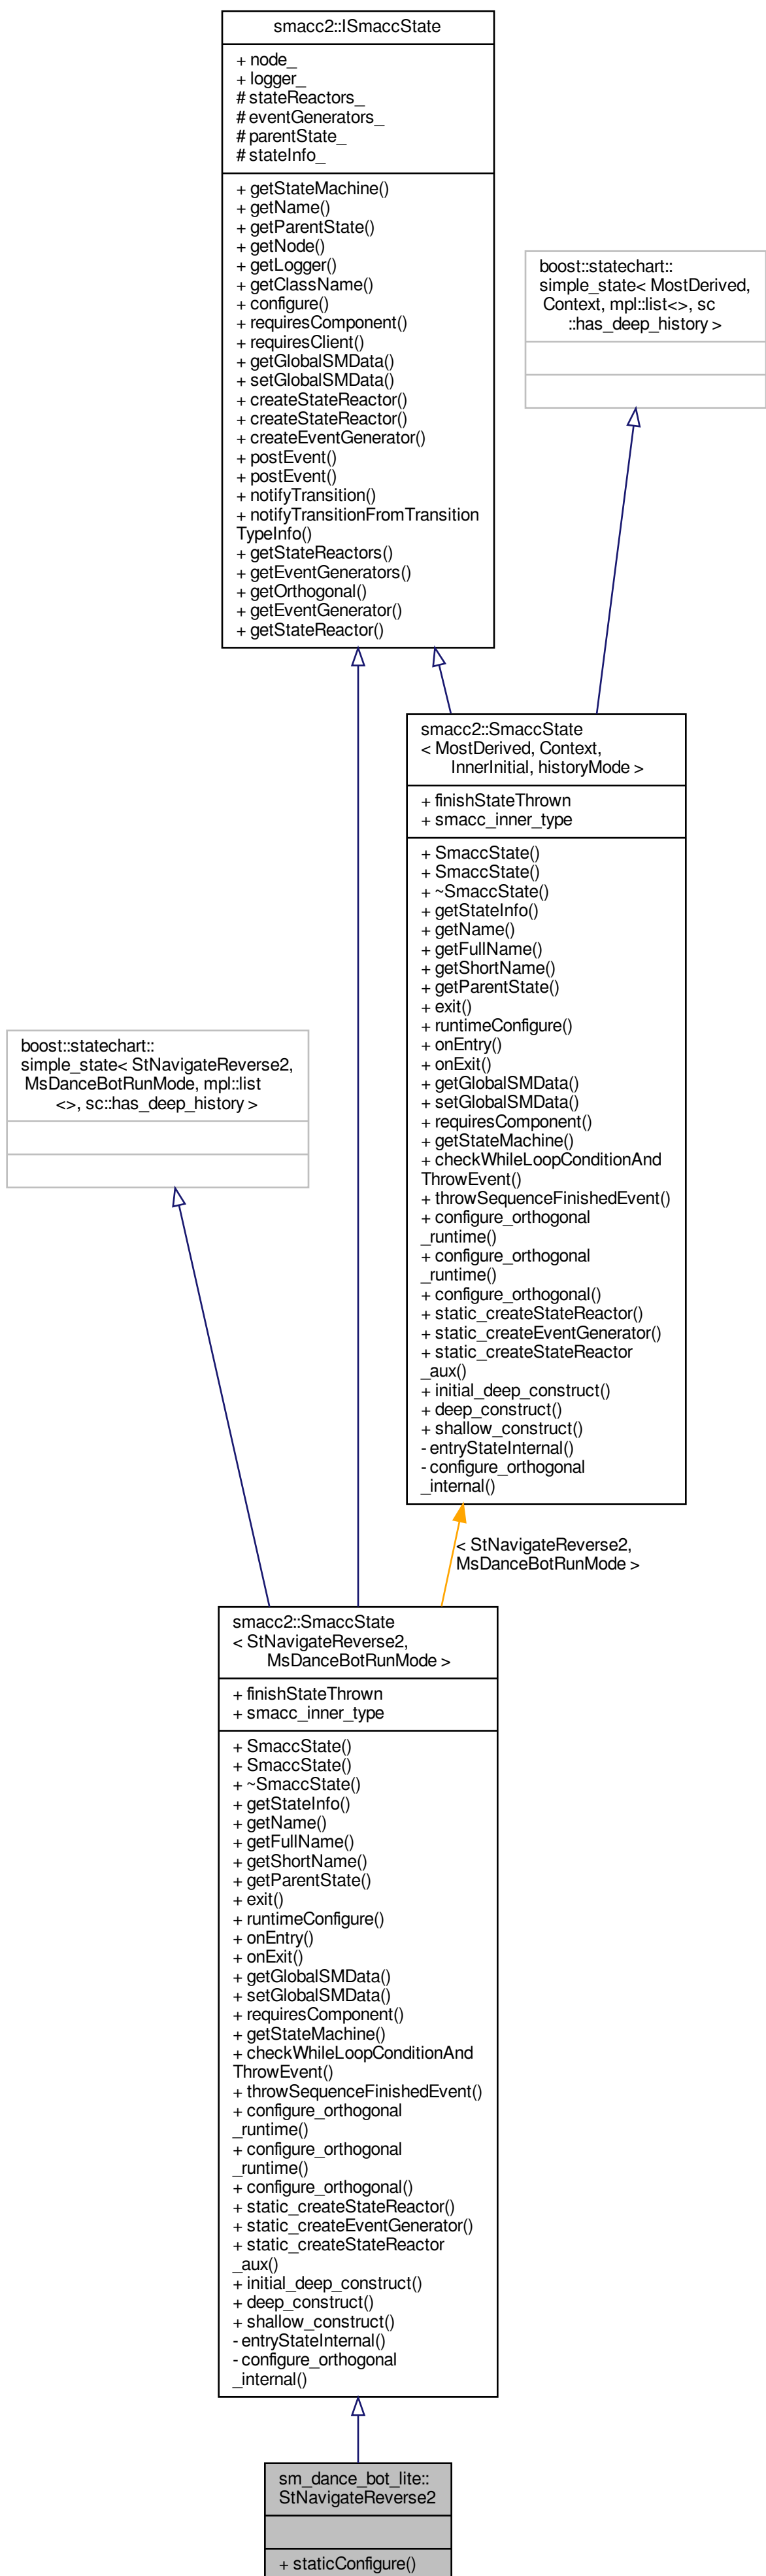 smacc2::ISmaccState
+ node_
+ logger_
# stateReactors_
# eventGenerators_
# parentState_
# stateInfo_
+ getStateMachine()
+ getName()
+ getParentState()
+ getNode()
+ getLogger()
+ getClassName()
+ configure()
+ requiresComponent()
+ requiresClient()
+ getGlobalSMData()
+ setGlobalSMData()
+ createStateReactor()
+ createStateReactor()
+ createEventGenerator()
+ postEvent()
+ postEvent()
+ notifyTransition()
+ notifyTransitionFromTransition
TypeInfo()
+ getStateReactors()
+ getEventGenerators()
+ getOrthogonal()
+ getEventGenerator()
+ getStateReactor()
boost::statechart::
simple_state< MostDerived,
Context, mpl::list<>, sc
::has_deep_history >
smacc2::SmaccState
< MostDerived, Context,
InnerInitial, historyMode >
+ finishStateThrown
+ smacc_inner_type
+ SmaccState()
+ SmaccState()
+ ~SmaccState()
+ getStateInfo()
+ getName()
+ getFullName()
+ getShortName()
+ getParentState()
+ exit()
+ runtimeConfigure()
+ onEntry()
+ onExit()
+ getGlobalSMData()
+ setGlobalSMData()
+ requiresComponent()
+ getStateMachine()
+ checkWhileLoopConditionAnd
ThrowEvent()
+ throwSequenceFinishedEvent()
+ configure_orthogonal
_runtime()
+ configure_orthogonal
_runtime()
+ configure_orthogonal()
+ static_createStateReactor()
+ static_createEventGenerator()
+ static_createStateReactor
_aux()
+ initial_deep_construct()
+ deep_construct()
+ shallow_construct()
- entryStateInternal()
- configure_orthogonal
_internal()
boost::statechart::
simple_state< StNavigateReverse2,
MsDanceBotRunMode, mpl::list
<>, sc::has_deep_history >
< StNavigateReverse2,
MsDanceBotRunMode >
smacc2::SmaccState
< StNavigateReverse2,
MsDanceBotRunMode >
+ finishStateThrown
+ smacc_inner_type
+ SmaccState()
+ SmaccState()
+ ~SmaccState()
+ getStateInfo()
+ getName()
+ getFullName()
+ getShortName()
+ getParentState()
+ exit()
+ runtimeConfigure()
+ onEntry()
+ onExit()
+ getGlobalSMData()
+ setGlobalSMData()
+ requiresComponent()
+ getStateMachine()
+ checkWhileLoopConditionAnd
ThrowEvent()
+ throwSequenceFinishedEvent()
+ configure_orthogonal
_runtime()
+ configure_orthogonal
_runtime()
+ configure_orthogonal()
+ static_createStateReactor()
+ static_createEventGenerator()
+ static_createStateReactor
_aux()
+ initial_deep_construct()
+ deep_construct()
+ shallow_construct()
- entryStateInternal()
- configure_orthogonal
_internal()
sm_dance_bot_lite::
StNavigateReverse2
+ staticConfigure()